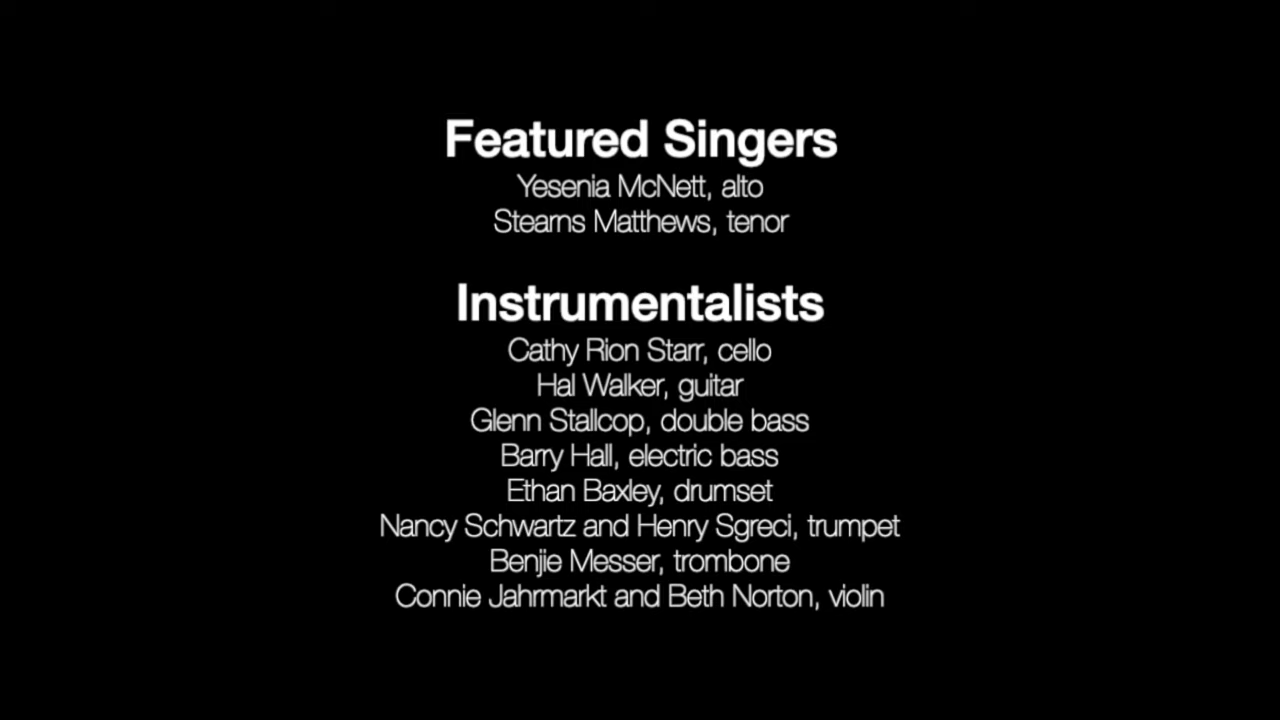 Featured Singers
Yesenia McNett, alto
Stearns Matthews, tenor
Instrumentalists
Cathy Rion Starr, cello
Hal Walker, guitar
Glenn Stallcop, double bass
Barry Hall, electric bass
Ethan Baxley, drumset
Nancy Schwartz and Henry Sgreci, trumpet
Benjie Messer, trombone
Connie Jahrmarkt and Beth Norton, violin